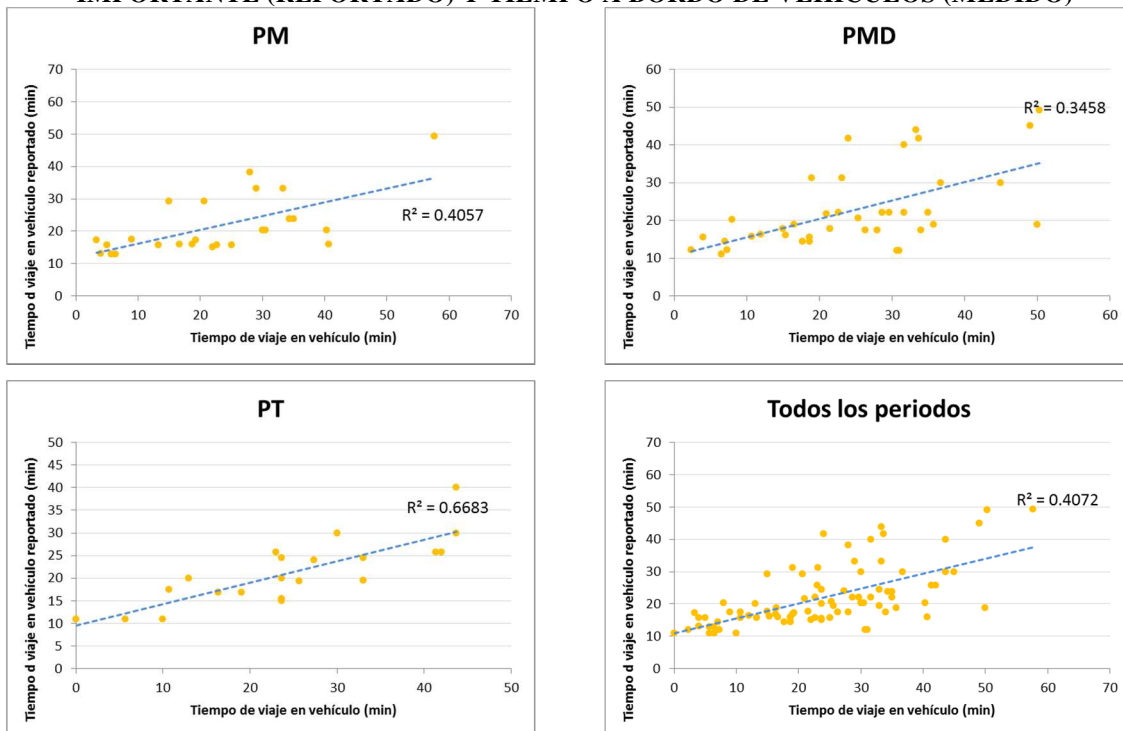 IMPORTANTE (REPORTADO) Y TIEMPO A BORDO DE VEHÍCULOS (MEDIDO)
PM
Tiempo d viaje en vehículo reportado (min)
70
60
50
40
30
20
10
0
R² = 0.4057
0 10 20 30 40 50 60 70
Tiempo de viaje en vehículo (min)
PMD
Tiempo d viaje en vehículo reportado (min)
60
50
40
30
20
10
0
R² = 0.3458
0 10 20 30 40 50 60
Tiempo de viaje en vehículo (min)
PT
Tiempo d viaje en vehículo reportado (min)
50
45
40
35
30
25
20
15
10
5
0
R² = 0.6683
0 10 20 30 40 50
Tiempo de viaje en vehículo (min)
Todos los periodos
Tiempo d viaje en vehículo reportado (min)
70
60
50
40
30
20
10
0
R² = 0.4072
0 10 20 30 40 50 60 70
Tiempo de viaje en vehículo (min)